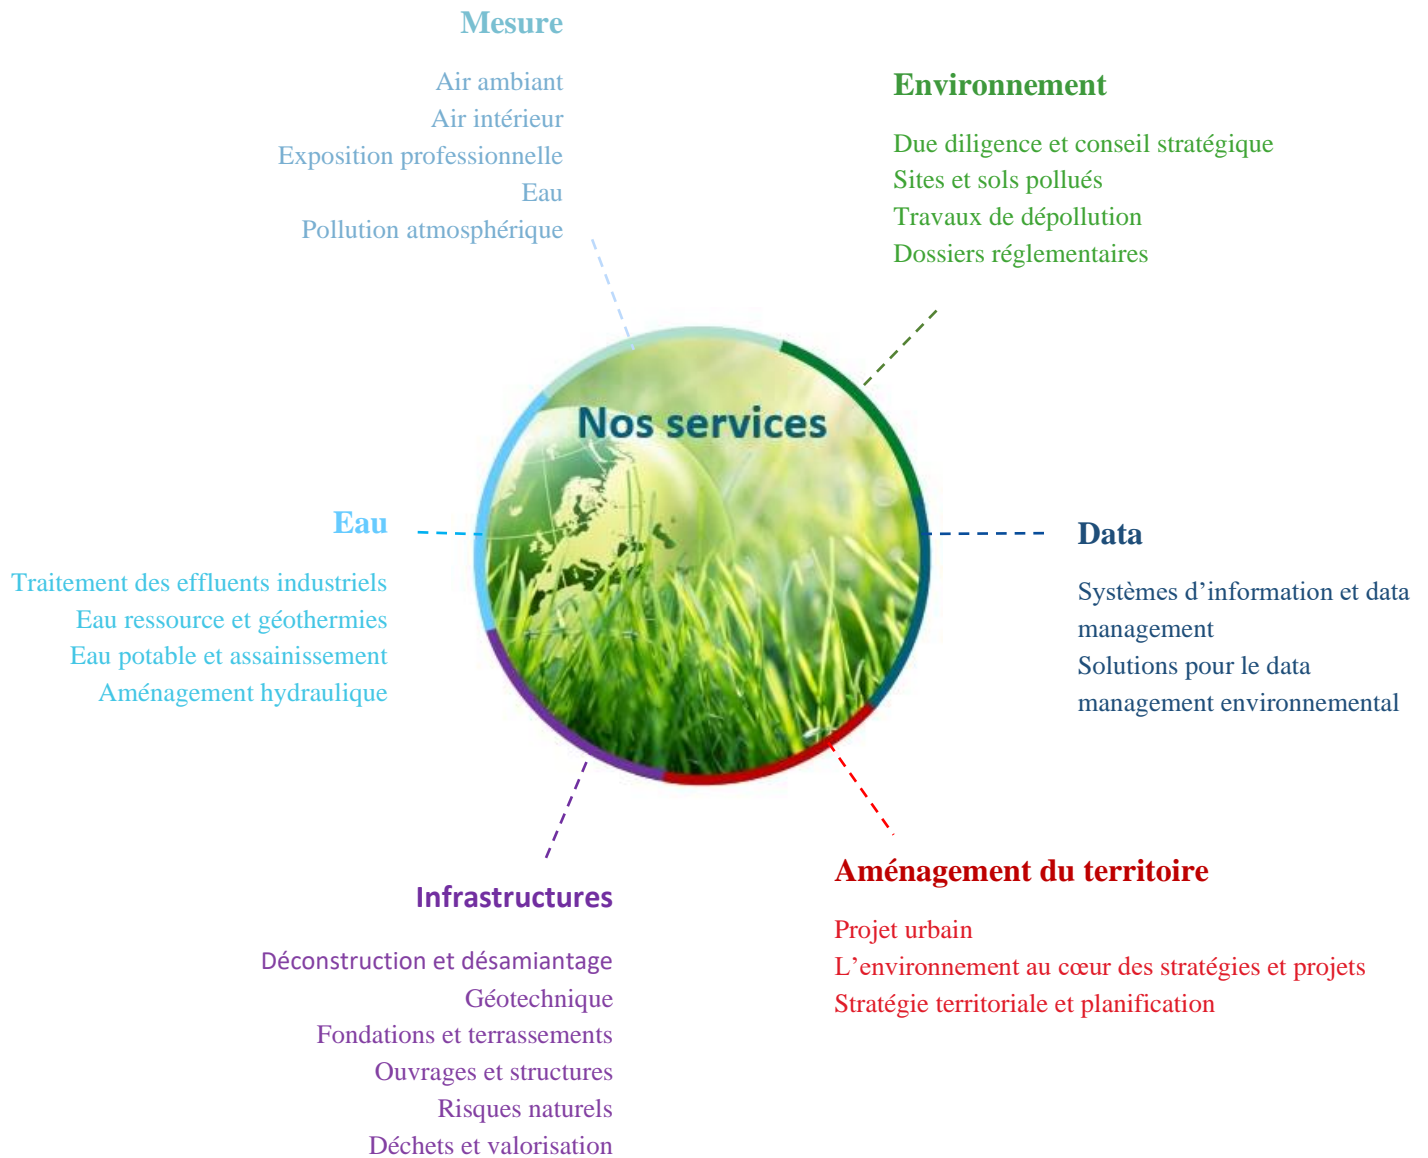 Mesure
Air ambiant
Air intérieur
Exposition professionnelle
Eau
Pollution atmosphérique
Environnement
Due diligence et conseil stratégique
Sites et sols pollués
Travaux de dépollution
Dossiers réglementaires
Nos services
Eau
Traitement des effluents industriels
Eau ressource et géothermies
Eau potable et assainissement
Aménagement hydraulique
Data
Systèmes d’information et data
management
Solutions pour le data
management environnemental
Infrastructures
Déconstruction et désamiantage
Géotechnique
Fondations et terrassements
Ouvrages et structures
Risques naturels
Déchets et valorisation
Aménagement du territoire
Projet urbain
L’environnement au cœur des stratégies et projets
Stratégie territoriale et planification